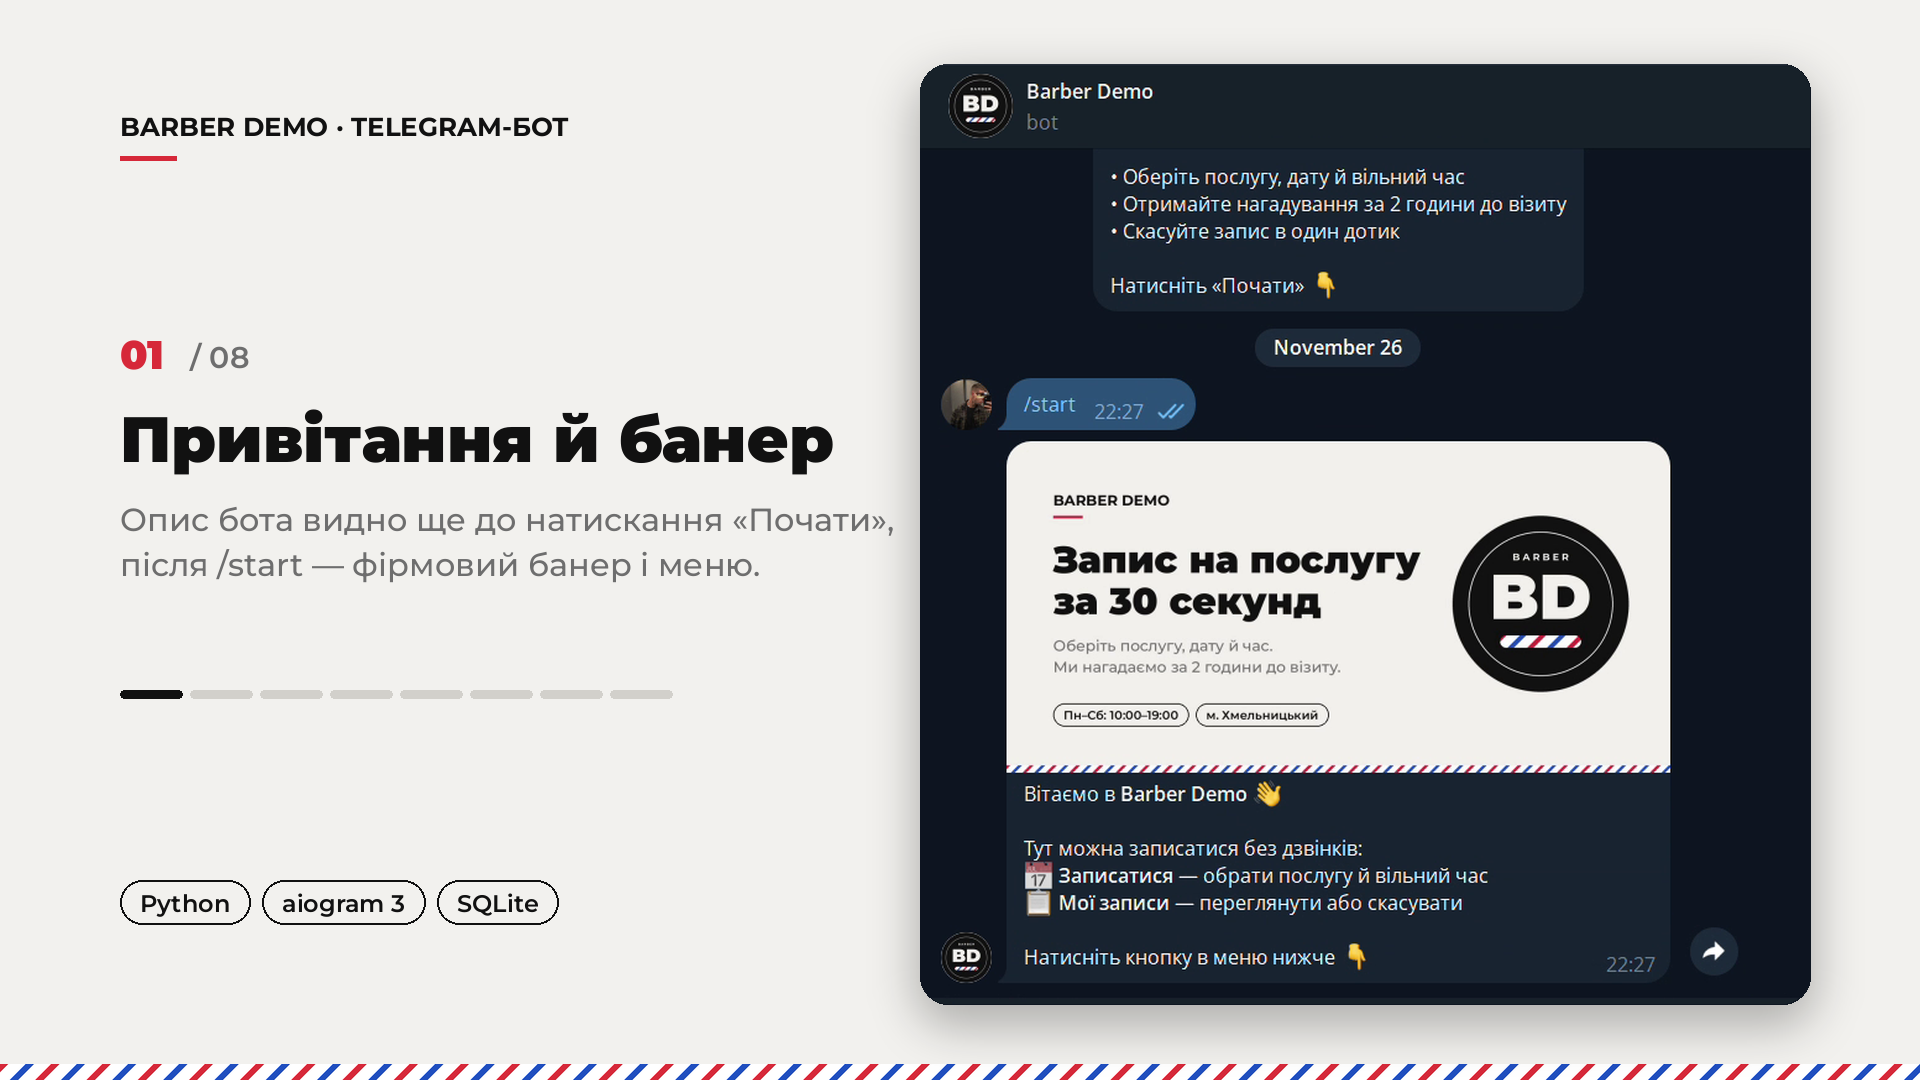 BARBER DEMO · TELEGRAM-БОТ
01 / 08
Привітання й банер
Опис бота видно ще до натискання «Почати»,
після /start — фірмовий банер і меню.
Python
aiogram 3
SQLite
BD
Barber Demo
bot
• Оберіть послугу, дату й вільний час
• Отримайте нагадування за 2 години до візиту
• Скасуйте запис в один дотик
Натисніть «Почати» 👇
November 26
/start 22:27
BARBER DEMO
Запис на послугу
за 30 секунд
Оберіть послугу, дату й час.
Ми нагадаємо за 2 години до візиту.
Пн–Сб: 10:00–19:00
м. Хмельницький
BARBER
BD
Вітаємо в Barber Demo 👋
Тут можна записатися без дзвінків:
📅 Записатися — обрати послугу й вільний час
📋 Мої записи — переглянути або скасувати
Натисніть кнопку в меню нижче 👇
22:27
BD